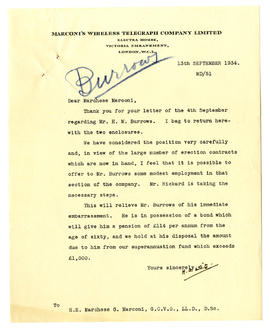 MARCONI'S WIRELESS TELEGRAPH COMPANY LIMITED
ELECTRA HOUSE,
VICTORIA EMBANKMENT,
LONDON, W.C.2.
13th SEPTEMBER 1934.
MD/51
Burrows
Dear Marchese Marconi,
Thank you for your letter of the 4th September
regarding Mr. H. W. Burrows. I beg to return here-
with the two enclosures.
We have considered the position very carefully
and, in view of the large number of erection contracts
which are now in hand, I feel that it is possible to
offer to Mr. Burrows some modest employment in that
section of the company. Mr. Rickard is taking the
necessary steps.
This will relieve Mr. Burrows of his immediate
embarrassment. He is in possession of a bond which
will give him a pension of £114 per annum from the
age of sixty, and we hold at his disposal the amount
due to him from our superannuation fund which exceeds
£1,000.
Yours sincerely
To
H.E. Marchese G. Marconi, G.C.V.O., LL.D., D.Sc.